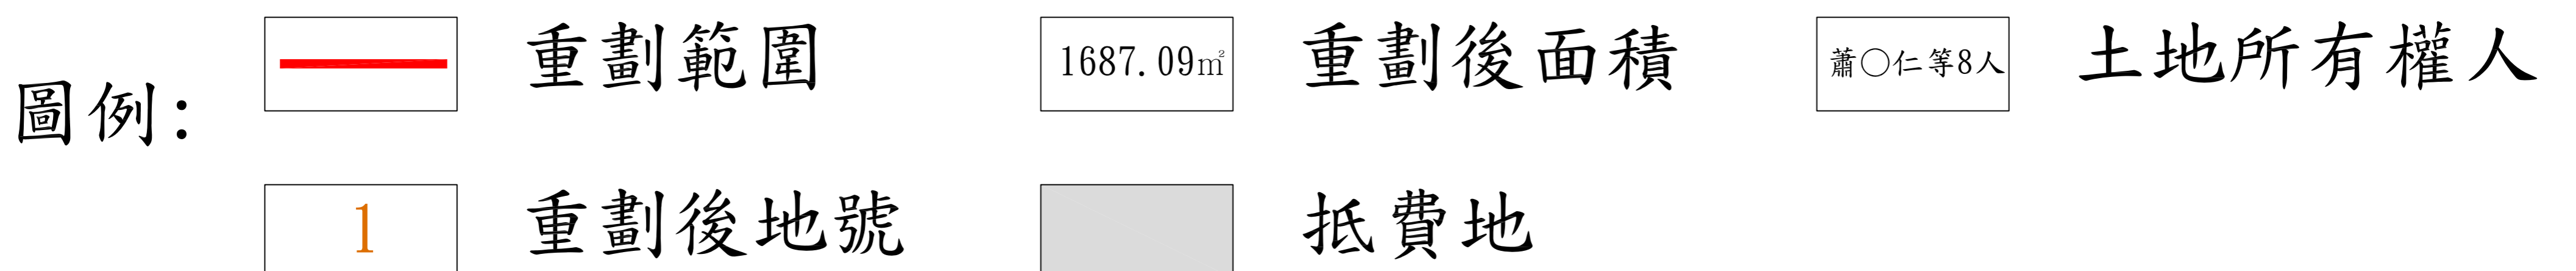 圖例:
重劃範圍
1687.09㎡ 重劃後面積
蕭○仁等8人 土地所有權人
1 重劃後地號
抵費地